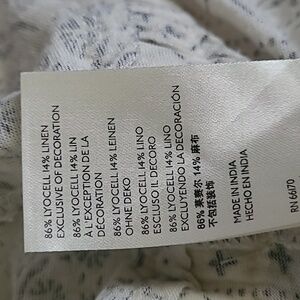 86% LYOCELL 14% LINEN
EXCLUSIVE OF DECORATION
86% LYOCELL 14% LIN
À L'EXCEPTION DE LA
DÉCORATION
86% LYOCELL 14% LEINEN
OHNE DEKO
86% LYOCELL 14% LINO
ESCLUSO IL DECORO
86% LYOCELL 14% LINO
EXCLUYENDO LA DECORACIÓN
86% 莱赛尔 14% 麻布
不包括装饰
MADE IN INDIA
HECHO EN INDIA
RN 66170